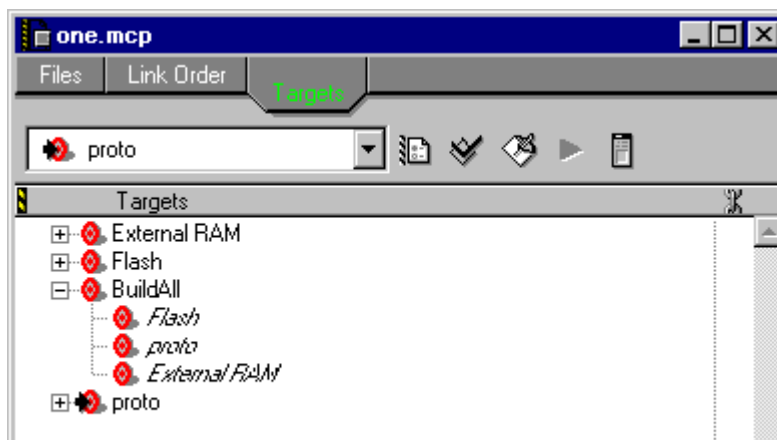 one.mcp
Files Link Order Targets
proto
Targets
External RAM
Flash
BuildAll
Flash
proto
External RAM
proto